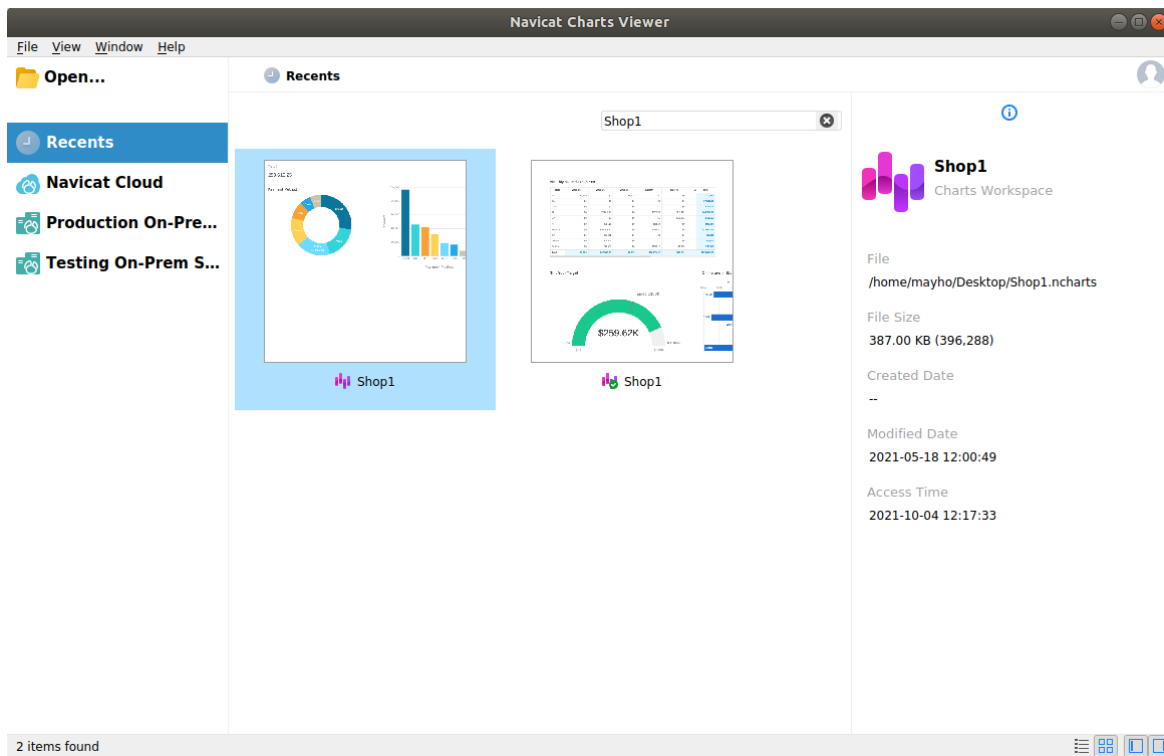 Navicat Charts Viewer
File View Window Help
Open...
Recents
Navicat Cloud
Production On-Pre...
Testing On-Prem S...
Recents
Shop1
$259.62K
Shop1
Shop1
Shop1
Charts Workspace
File
/home/mayho/Desktop/Shop1.ncharts
File Size
387.00 KB (396,288)
Created Date
--
Modified Date
2021-05-18 12:00:49
Access Time
2021-10-04 12:17:33
2 items found